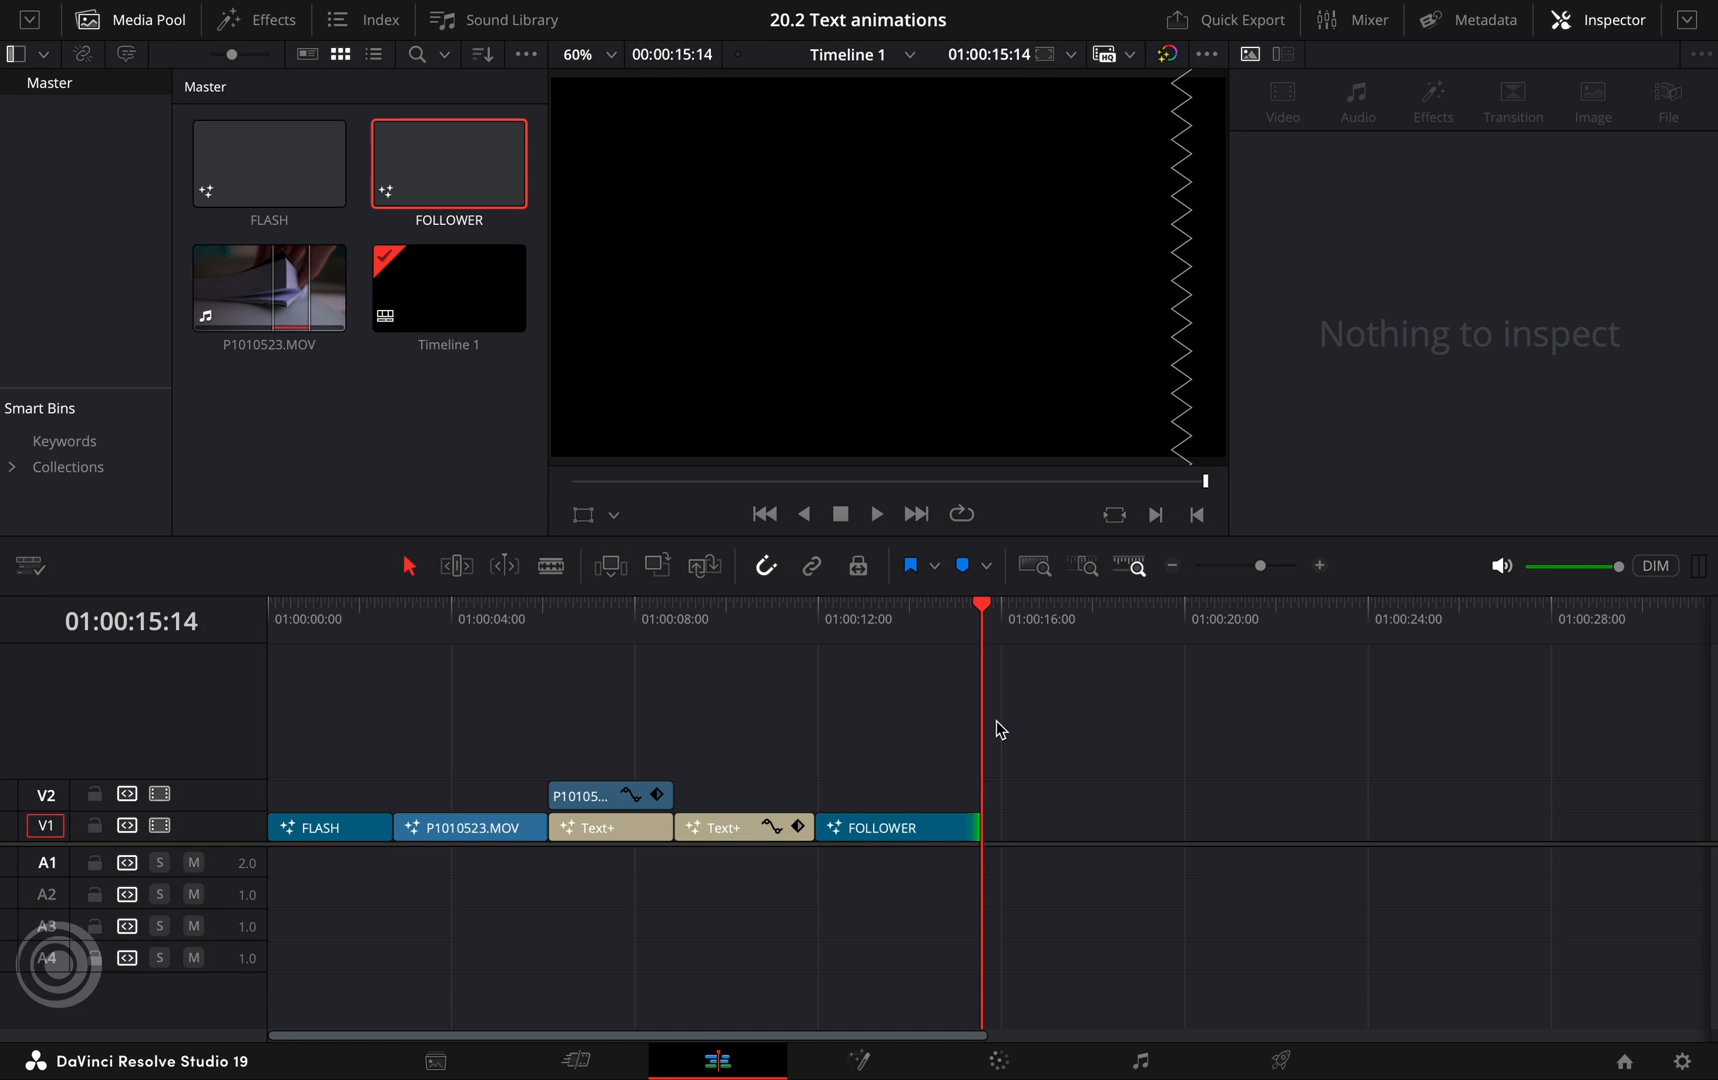 Media Pool
Effects
Index
Sound Library
20.2 Text animations
Quick Export
Mixer
Metadata
Inspector
60%
00:00:15:14
Timeline 1
01:00:15:14
HQ
Master
Master
Video
Audio
Effects
Transition
Image
File
FLASH
FOLLOWER
P1010523.MOV
Timeline 1
Nothing to inspect
Smart Bins
Keywords
Collections
DIM
01:00:15:14
01:00:00:00
01:00:04:00
01:00:08:00
01:00:12:00
01:00:16:00
01:00:20:00
01:00:24:00
01:00:28:00
V2
P10105...
V1
FLASH
P1010523.MOV
Text+
Text+
FOLLOWER
A1 S M 2.0
A2 S M 1.0
A3 S M 1.0
A4 S M 1.0
DaVinci Resolve Studio 19